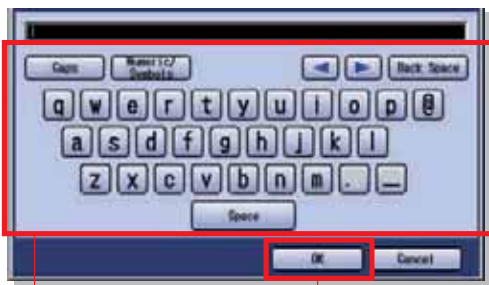 Caps Numeric/ Symbols ◄ ► Back Space
q w e r t y u i o p @
a s d f g h j k l
z x c v b n m . _
Space
OK Cancel